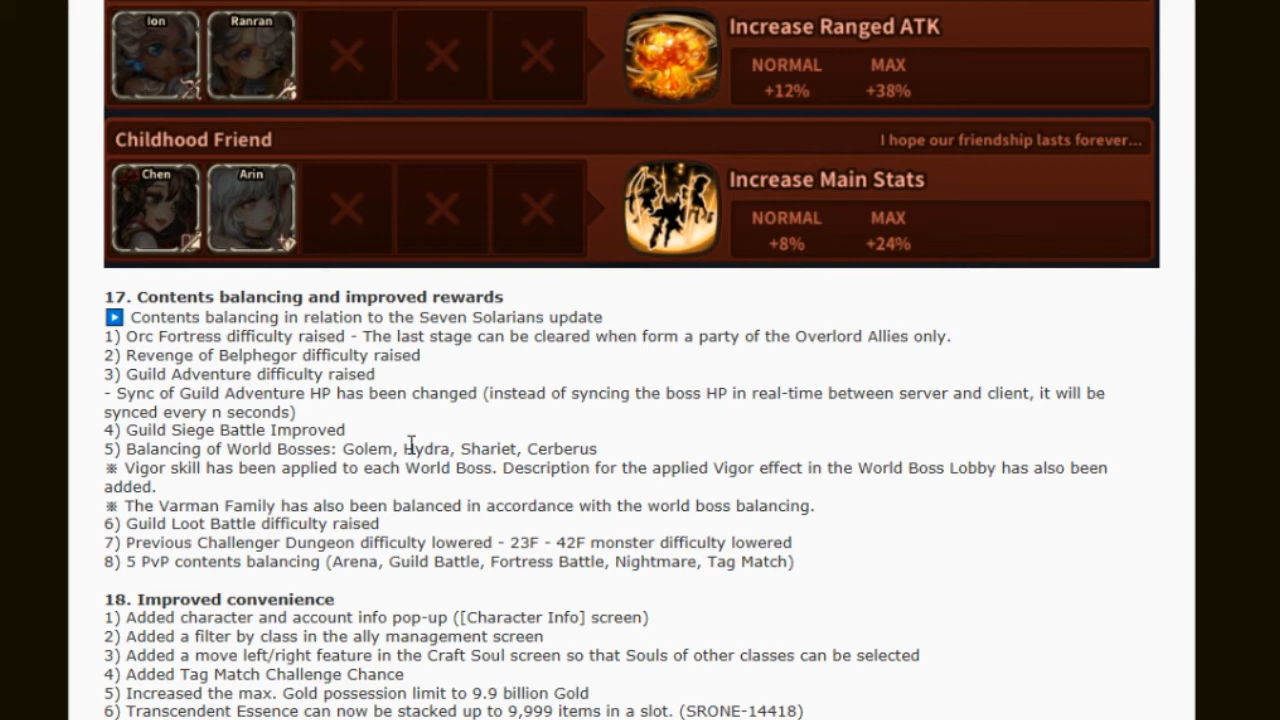 Ion Ranran
Increase Ranged ATK
NORMAL MAX
+12% +38%
Childhood Friend I hope our friendship lasts forever...
Chen Arin
Increase Main Stats
NORMAL MAX
+8% +24%
17. Contents balancing and improved rewards
Contents balancing in relation to the Seven Solarians update
1) Orc Fortress difficulty raised - The last stage can be cleared when form a party of the Overlord Allies only.
2) Revenge of Belphegor difficulty raised
3) Guild Adventure difficulty raised
- Sync of Guild Adventure HP has been changed (instead of syncing the boss HP in real-time between server and client, it will be
synced every n seconds)
4) Guild Siege Battle Improved
5) Balancing of World Bosses: Golem, Hydra, Shariet, Cerberus
※ Vigor skill has been applied to each World Boss. Description for the applied Vigor effect in the World Boss Lobby has also been
added.
※ The Varman Family has also been balanced in accordance with the world boss balancing.
6) Guild Loot Battle difficulty raised
7) Previous Challenger Dungeon difficulty lowered - 23F - 42F monster difficulty lowered
8) 5 PvP contents balancing (Arena, Guild Battle, Fortress Battle, Nightmare, Tag Match)
18. Improved convenience
1) Added character and account info pop-up ([Character Info] screen)
2) Added a filter by class in the ally management screen
3) Added a move left/right feature in the Craft Soul screen so that Souls of other classes can be selected
4) Added Tag Match Challenge Chance
5) Increased the max. Gold possession limit to 9.9 billion Gold
6) Transcendent Essence can now be stacked up to 9,999 items in a slot. (SRONE-14418)